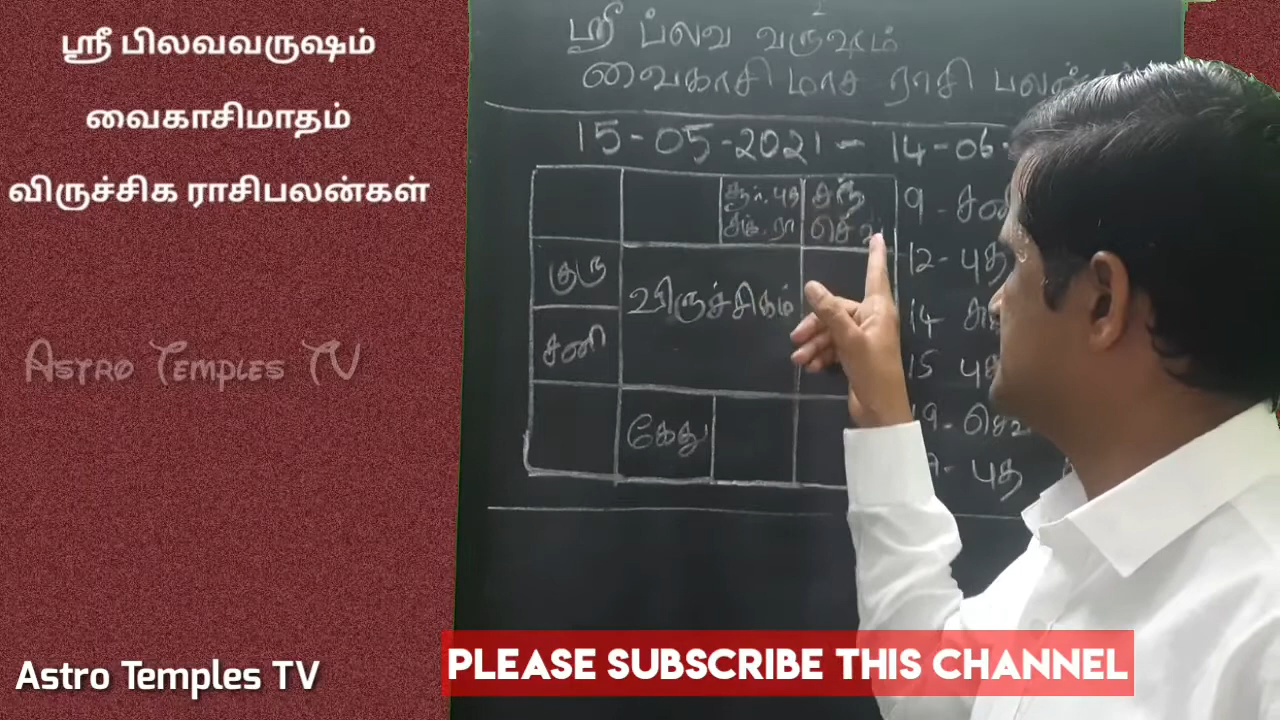 ஸ்ரீ பிலவவருஷம்
வைகாசிமாதம்
விருச்சிக ராசிபலன்கள்
ASTRO TEMPLES TV
Astro Temples TV
ஸ்ரீ ப்லவ வருஷம்
வைகாசி மாச ராசி பலன்
15-05-2021 - 14-06-
சூரி. புத
சுக். ரா
செவ்
குரு
விருச்சிகம்
சனி
கேது
9 - சனி
12 - புத
14
15 புத
19 - செவ
புத
PLEASE SUBSCRIBE THIS CHANNEL